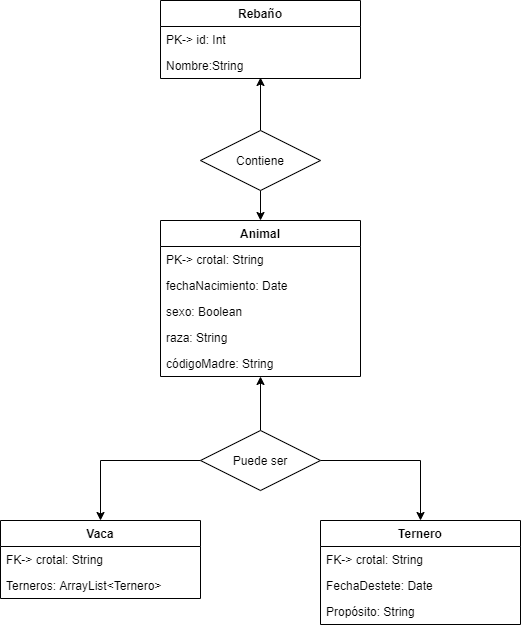 Rebaño
PK-> id: Int
Nombre:String
Contiene
Animal
PK-> crotal: String
fechaNacimiento: Date
sexo: Boolean
raza: String
códigoMadre: String
Puede ser
Vaca
FK-> crotal: String
Terneros: ArrayList<Ternero>
Ternero
FK-> crotal: String
FechaDestete: Date
Propósito: String